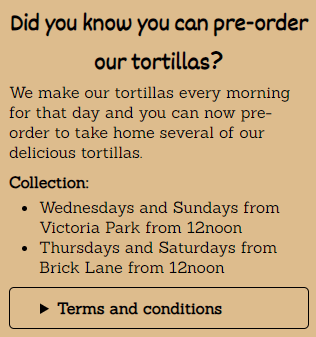 Did you know you can pre-order
our tortillas?
We make our tortillas every morning
for that day and you can now pre-
order to take home several of our
delicious tortillas.
Collection:
• Wednesdays and Sundays from
Victoria Park from 12noon
• Thursdays and Saturdays from
Brick Lane from 12noon
▶ Terms and conditions